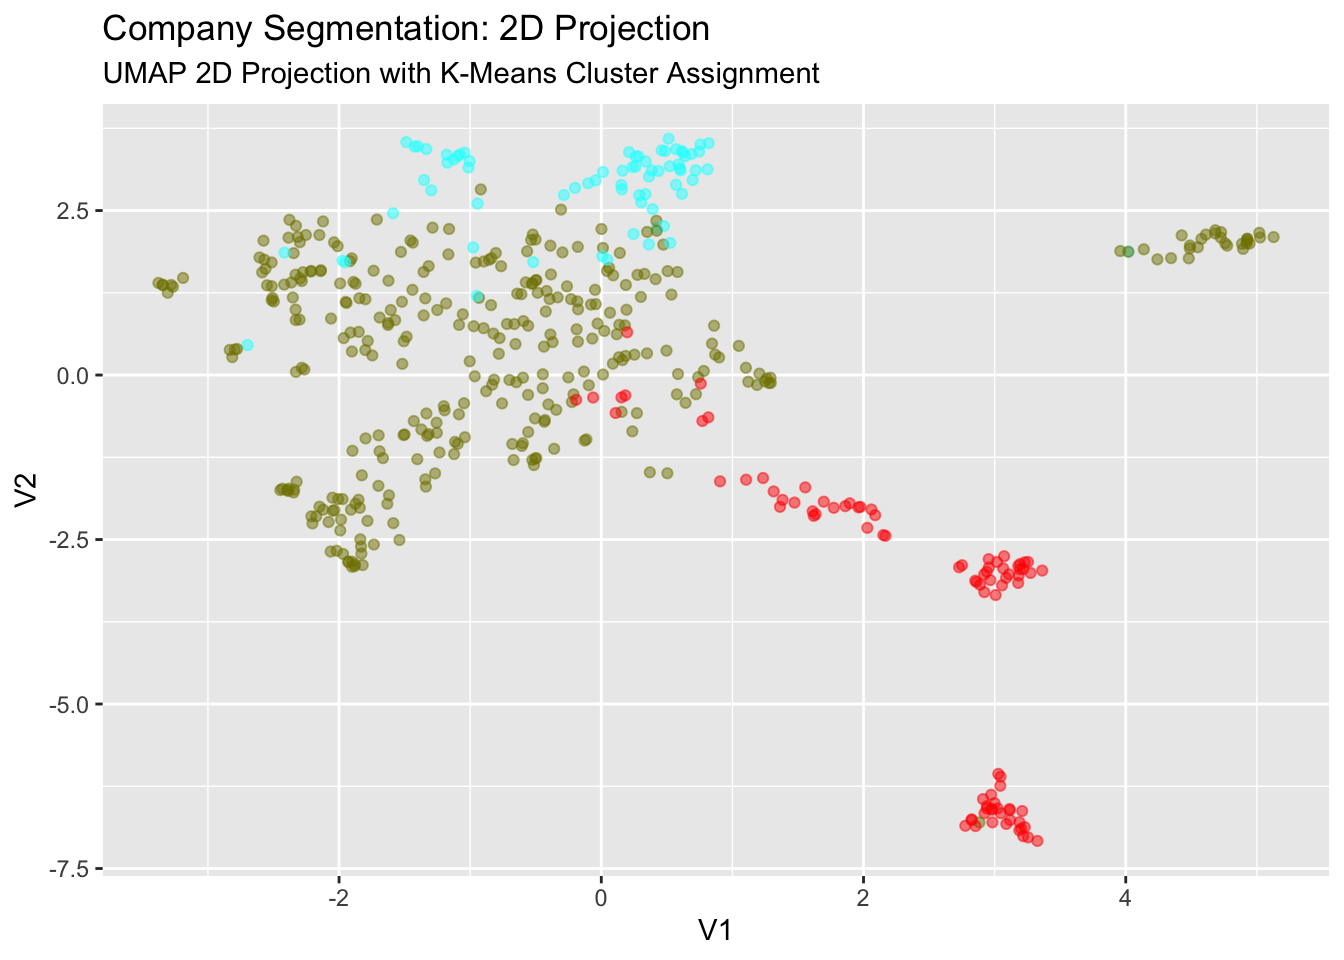 Company Segmentation: 2D Projection
UMAP 2D Projection with K-Means Cluster Assignment
V2
2.5
0.0
-2.5
-5.0
-7.5
-2
0
2
4
V1